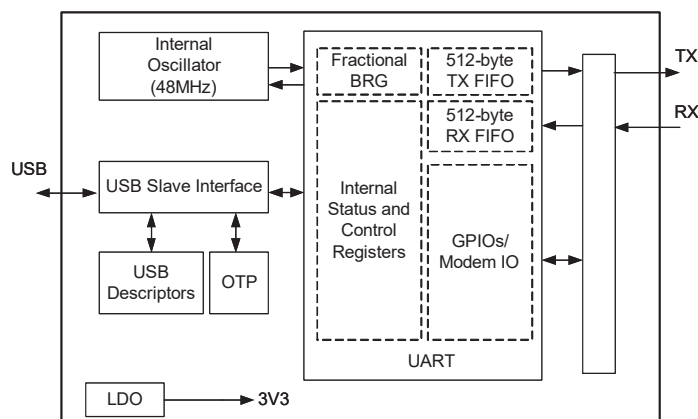 Internal
Oscillator
(48MHz)
Fractional
BRG
512-byte
TX FIFO
TX
512-byte
RX FIFO
RX
USB
USB Slave Interface
Internal
Status and
Control
Registers
GPIOs/
Modem IO
USB
Descriptors
OTP
UART
LDO
3V3